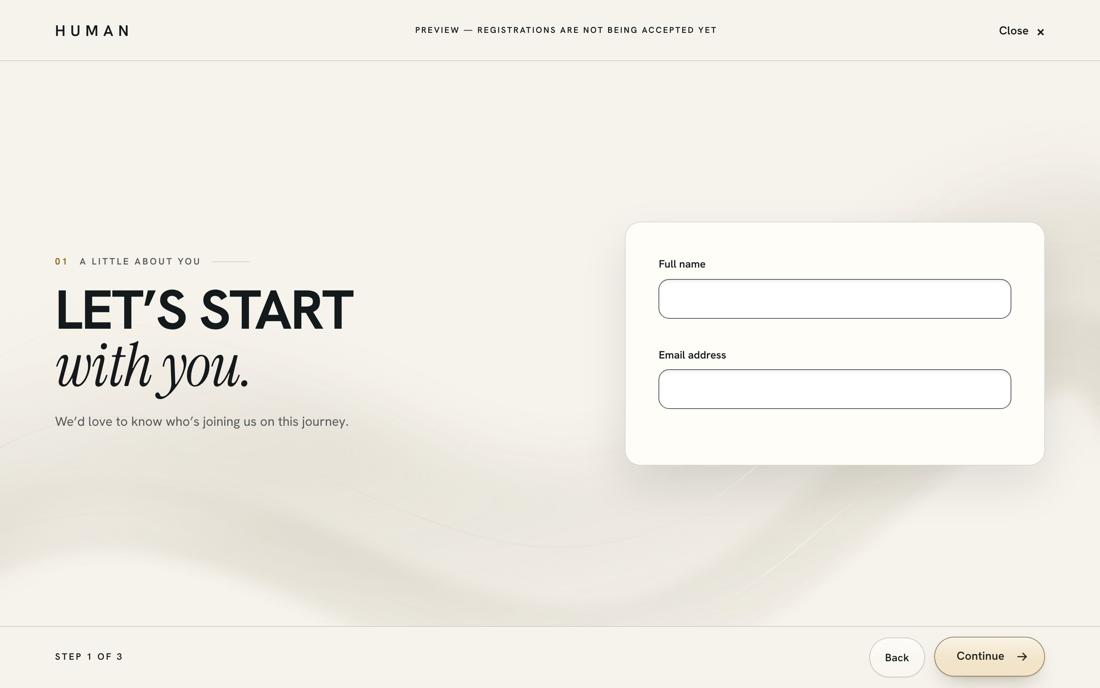 HUMAN
PREVIEW — REGISTRATIONS ARE NOT BEING ACCEPTED YET
Close ×
01 A LITTLE ABOUT YOU
LET’S START
with you.
We’d love to know who’s joining us on this journey.
Full name
Email address
STEP 1 OF 3
Back
Continue →